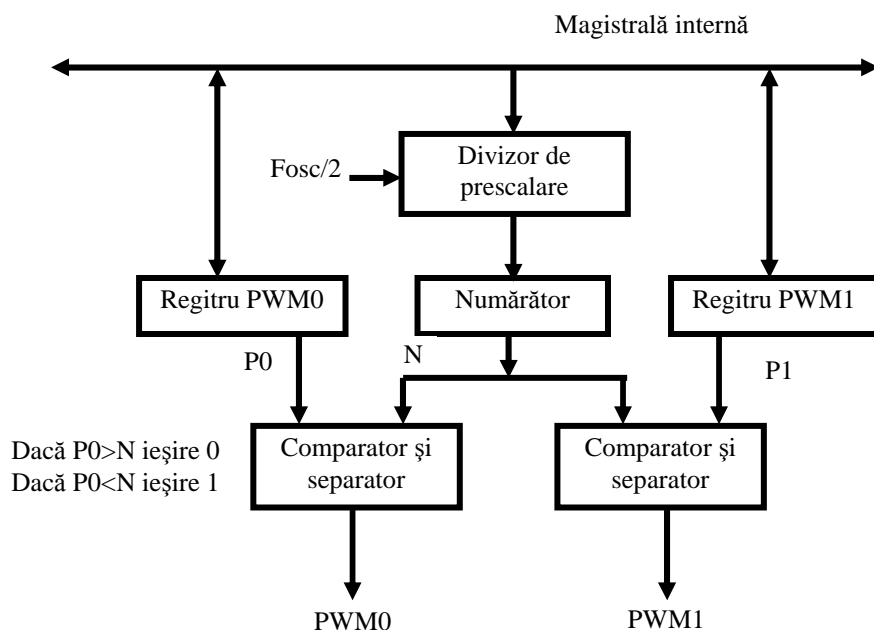 Magistrală internă
Fosc/2
Divizor de
prescalare
Regitru PWM0
Numărător
Regitru PWM1
P0
N
P1
Dacă P0>N ieşire 0
Dacă P0<N ieşire 1
Comparator şi
separator
Comparator şi
separator
PWM0
PWM1